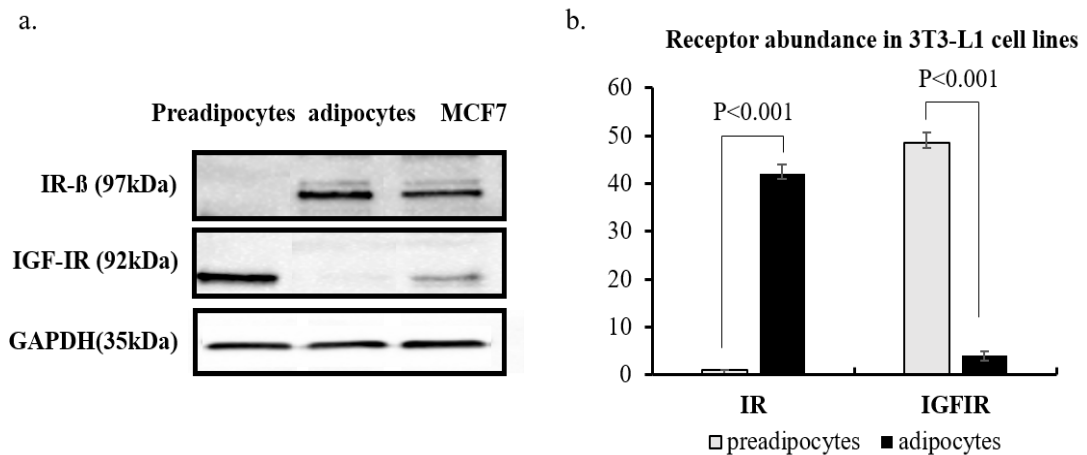 a.
Preadipocytes adipocytes MCF7
IR-ß (97kDa)
IGF-IR (92kDa)
GAPDH(35kDa)
b.
Receptor abundance in 3T3-L1 cell lines
60
50
40
30
20
10
0
P<0.001
P<0.001
IR
IGFIR
preadipocytes
adipocytes